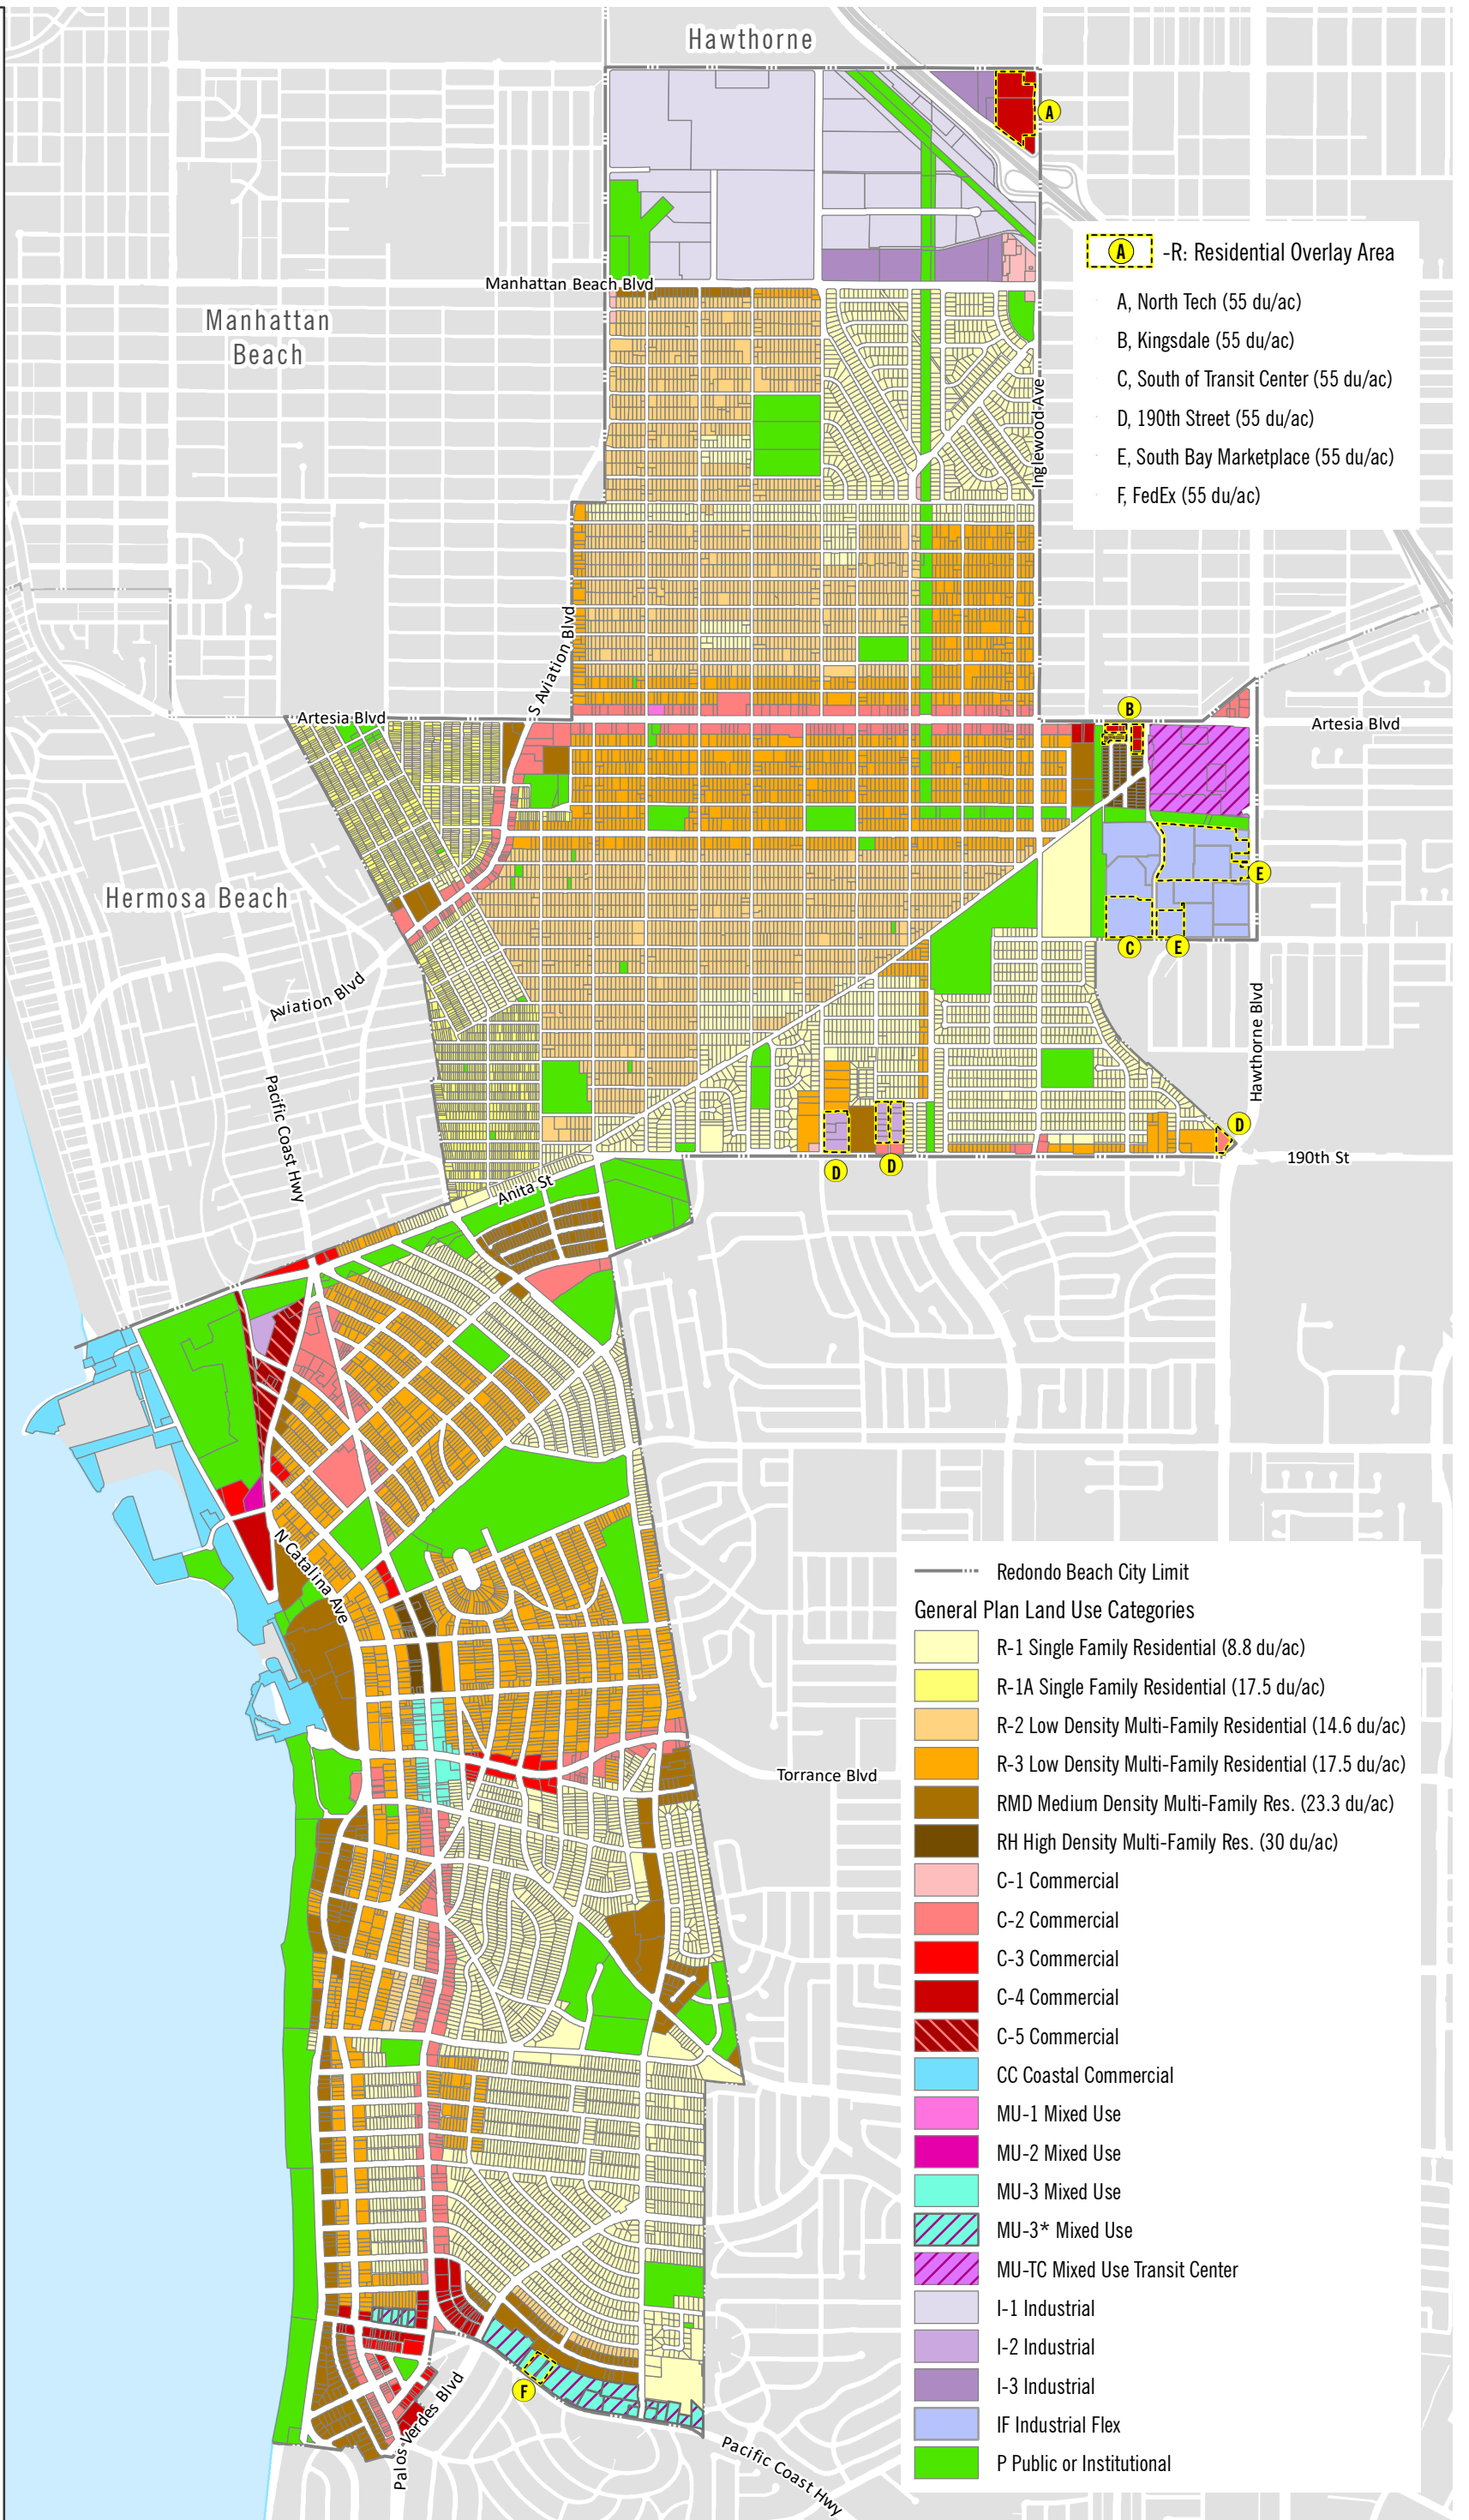 Hawthorne
A
A -R: Residential Overlay Area
A, North Tech (55 du/ac)
B, Kingsdale (55 du/ac)
C, South of Transit Center (55 du/ac)
D, 190th Street (55 du/ac)
E, South Bay Marketplace (55 du/ac)
F, FedEx (55 du/ac)
Manhattan Beach Blvd
Manhattan
Beach
Inglewood Ave
S Aviation Blvd
B
Artesia Blvd
Artesia Blvd
E
Hermosa Beach
C
E
Aviation Blvd
Hawthorne Blvd
Pacific Coast Hwy
D
D
D
190th St
Anita St
N Catalina Ave
Torrance Blvd
Redondo Beach City Limit
General Plan Land Use Categories
R-1 Single Family Residential (8.8 du/ac)
R-1A Single Family Residential (17.5 du/ac)
R-2 Low Density Multi-Family Residential (14.6 du/ac)
R-3 Low Density Multi-Family Residential (17.5 du/ac)
RMD Medium Density Multi-Family Res. (23.3 du/ac)
RH High Density Multi-Family Res. (30 du/ac)
C-1 Commercial
C-2 Commercial
C-3 Commercial
C-4 Commercial
C-5 Commercial
CC Coastal Commercial
MU-1 Mixed Use
MU-2 Mixed Use
MU-3 Mixed Use
MU-3* Mixed Use
MU-TC Mixed Use Transit Center
I-1 Industrial
I-2 Industrial
I-3 Industrial
IF Industrial Flex
P Public or Institutional
F
Palos Verdes Blvd
Pacific Coast Hwy